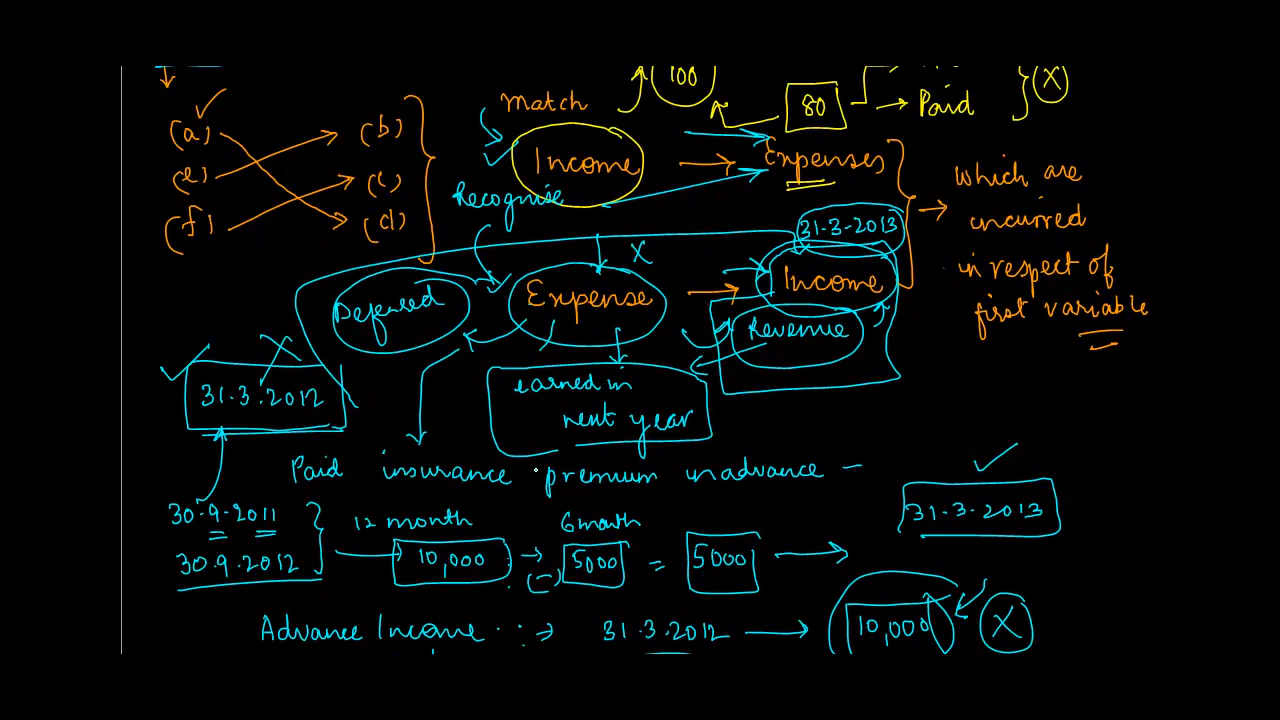 100
match
80 → Paid
(X)
(a) (b)
Income → Expenses
(e) (c)
which are
Recognise
(f) (d)
incurred
31-3-2013
X
in respect of
Income
Defessed
Expense →
first variable
Revenue
31.3.2012
earned in
next year
Paid insurance premium in advance -
30-9-2011 12 month 6 month
31-3-2013
30.9.2012 10,000 → (-) 5000 = 5000 →
Advance Income ∴ → 31.3.2012 → 10,000 X